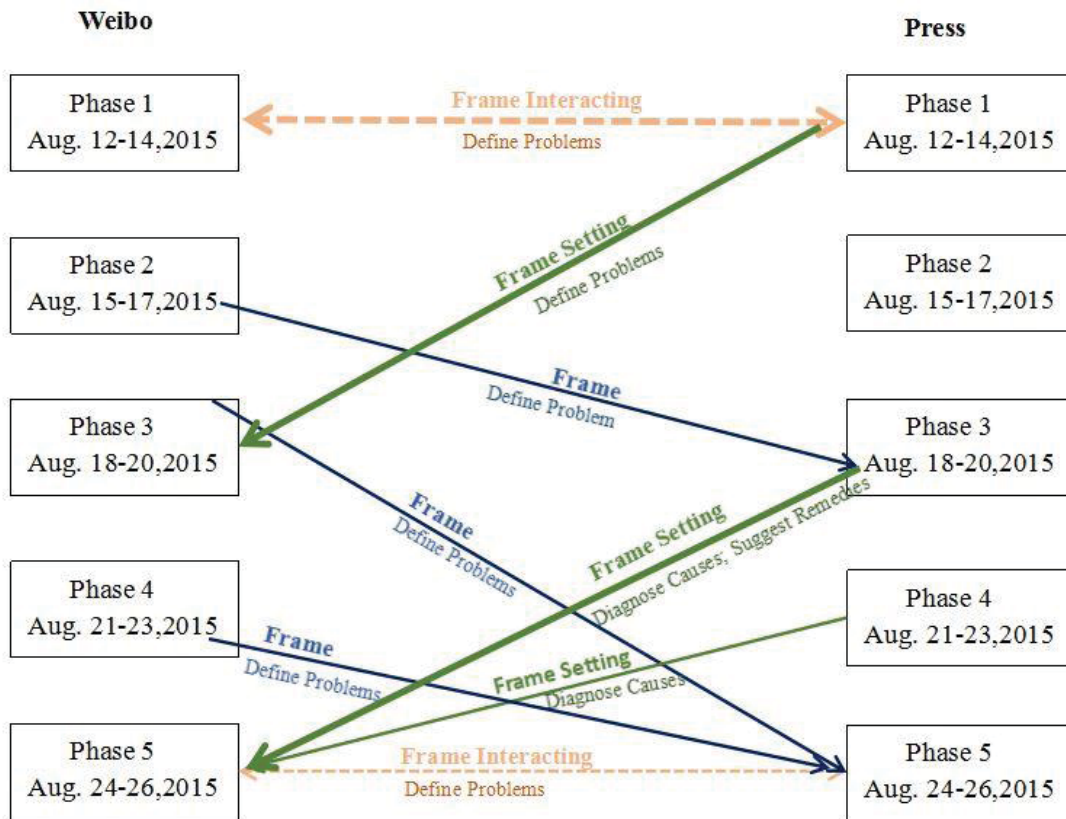 Weibo
Press
Phase 1
Aug. 12-14,2015
Frame Interacting
Define Problems
Phase 1
Aug. 12-14,2015
Frame Setting
Define Problems
Phase 2
Aug. 15-17,2015
Phase 2
Aug. 15-17,2015
Frame
Define Problem
Phase 3
Aug. 18-20,2015
Phase 3
Aug. 18-20,2015
Frame
Define Problems
Frame Setting
Diagnose Causes; Suggest Remedies
Phase 4
Aug. 21-23,2015
Phase 4
Aug. 21-23,2015
Frame
Define Problems
Frame Setting
Diagnose Causes
Phase 5
Aug. 24-26,2015
Frame Interacting
Define Problems
Phase 5
Aug. 24-26,2015